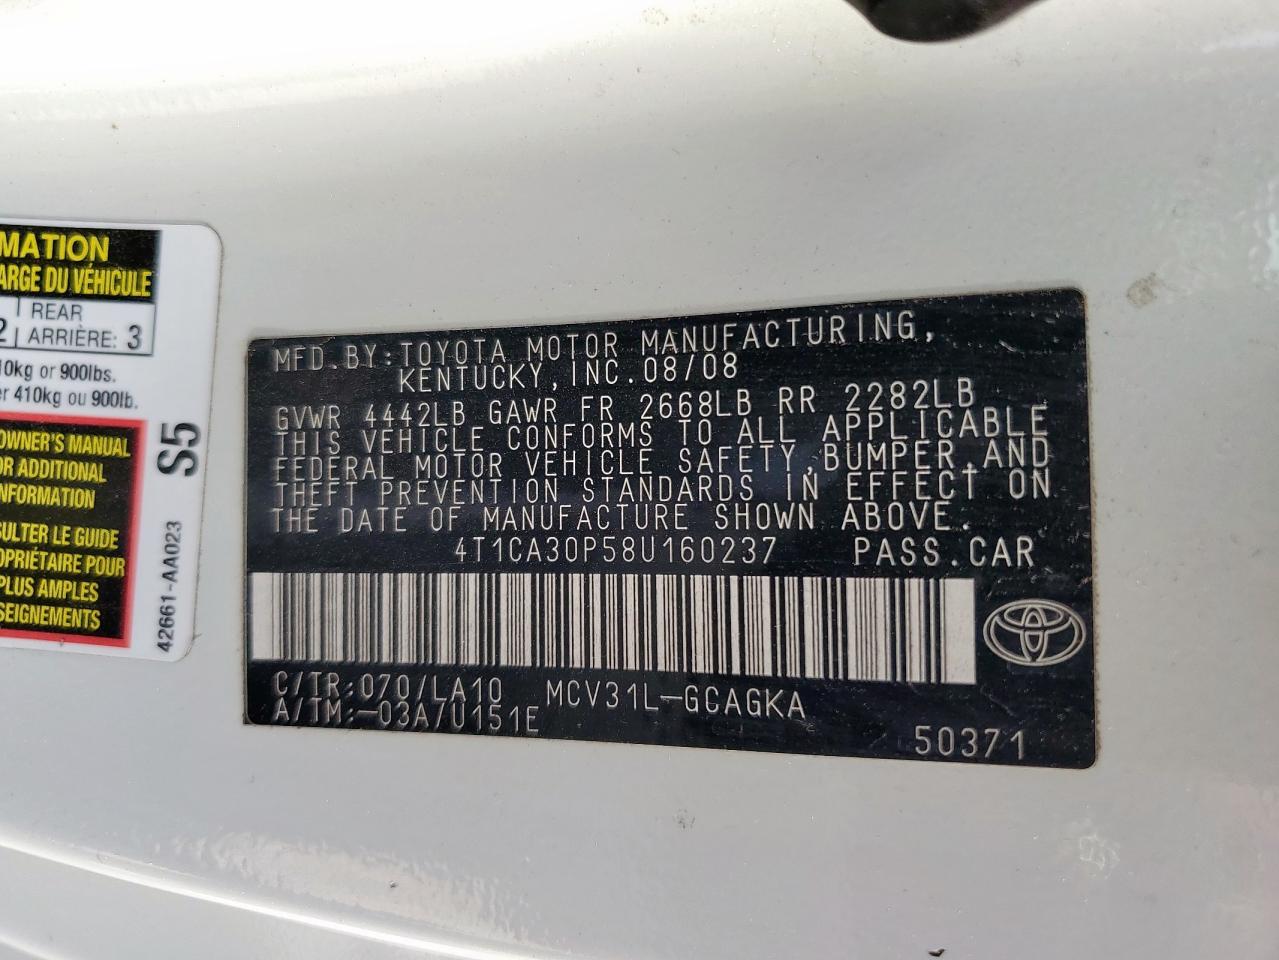 MATION
ARGE DU VÉHICULE
2 REAR
ARRIÈRE: 3
10kg or 900lbs.
er 410kg ou 900lb.
OWNER'S MANUAL
OR ADDITIONAL
NFORMATION
SULTER LE GUIDE
PROPRIÉTAIRE POUR
PLUS AMPLES
SEIGNEMENTS
S5
42661-AA023
MFD.BY:TOYOTA MOTOR MANUFACTURING,
KENTUCKY,INC.08/08
GVWR 4442LB GAWR FR 2668LB RR 2282LB
THIS VEHICLE CONFORMS TO ALL APPLICABLE
FEDERAL MOTOR VEHICLE SAFETY,BUMPER,AND
THEFT PREVENTION STANDARDS IN EFFECT ON
THE DATE OF MANUFACTURE SHOWN ABOVE.
4T1CA30P58U160237 PASS.CAR
C/TR:070/LA10 MCV31L-GCAGKA
A/TM:-03A/U151E
50371